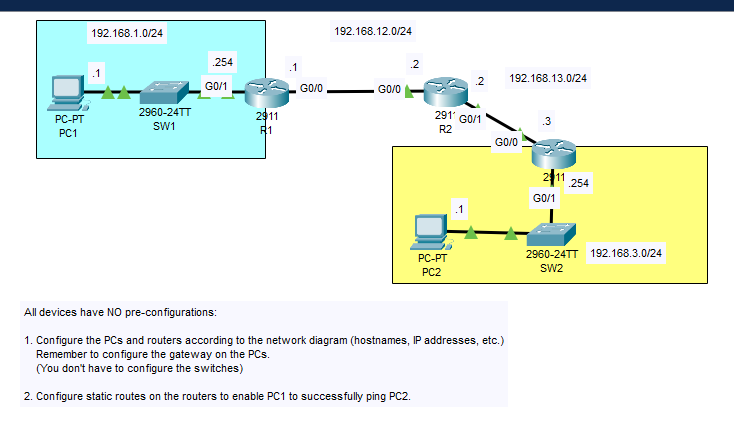 192.168.1.0/24
192.168.12.0/24
.254
.1
.2
.1
G0/1
G0/0
G0/0
.2
192.168.13.0/24
PC-PT
PC1
2960-24TT
SW1
2911
R1
291
R2
G0/1
.3
G0/0
2911
.254
G0/1
.1
PC-PT
PC2
2960-24TT
SW2
192.168.3.0/24
All devices have NO pre-configurations:
1. Configure the PCs and routers according to the network diagram (hostnames, IP addresses, etc.)
Remember to configure the gateway on the PCs.
(You don't have to configure the switches)
2. Configure static routes on the routers to enable PC1 to successfully ping PC2.